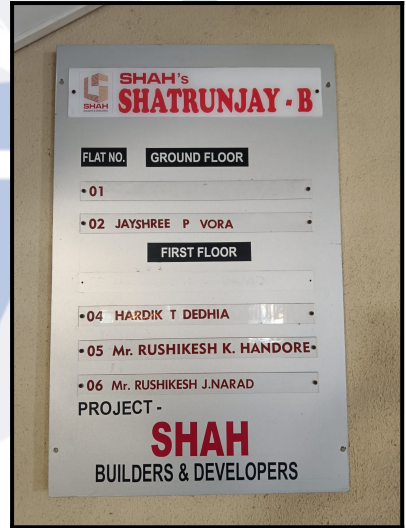 SHAH's
SHAH
SHATRUNJAY - B
FLAT NO. GROUND FLOOR
01
02 JAYSHREE P VORA
FIRST FLOOR
04 HARDIK T DEDHIA
05 Mr. RUSHIKESH K. HANDORE
06 Mr. RUSHIKESH J.NARAD
PROJECT -
SHAH
BUILDERS & DEVELOPERS